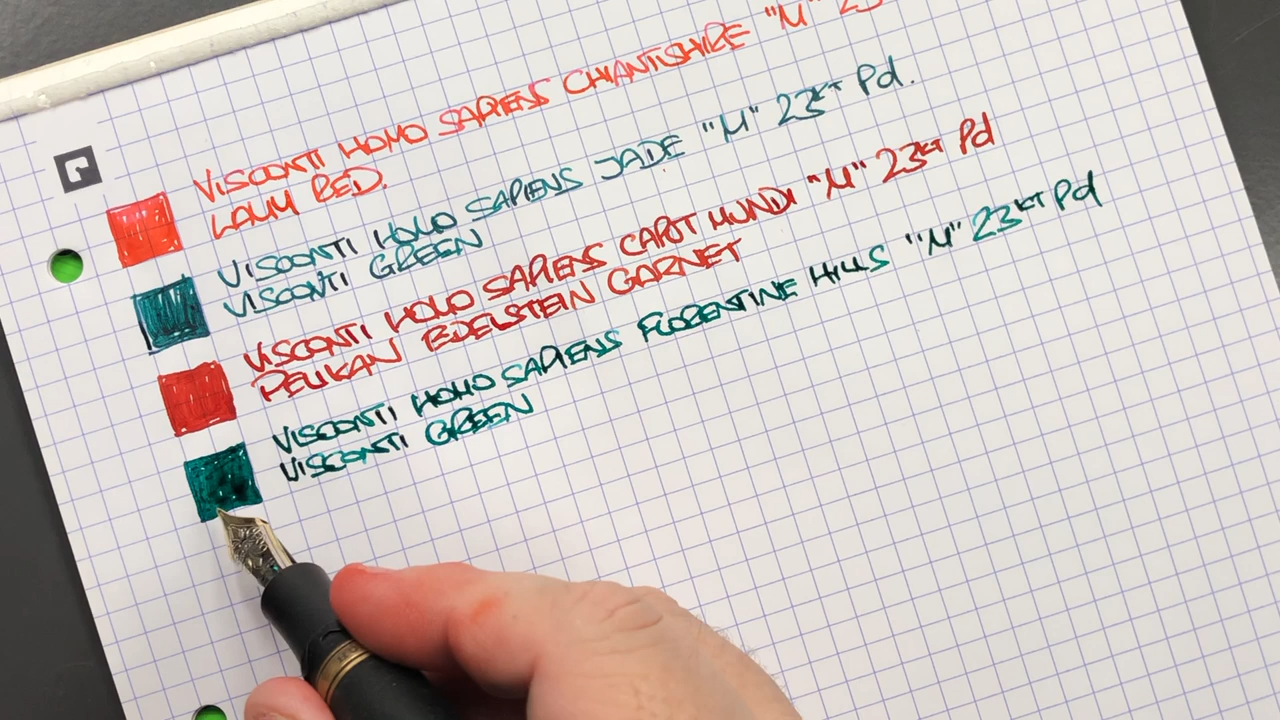 VISCONTI HOMO SAPIENS CHIANTISHIRE "M" 23
LAMY RED.
VISCONTI HOMO SAPIENS JADE "M" 23KT Pd.
VISCONTI GREEN
VISCONTI HOMO SAPIENS CAPUT MUNDI "M" 23KT Pd
PELIKAN EDELSTEIN GARNET
VISCONTI HOMO SAPIENS FLORENTINE HILLS "M" 23KT Pd
VISCONTI GREEN